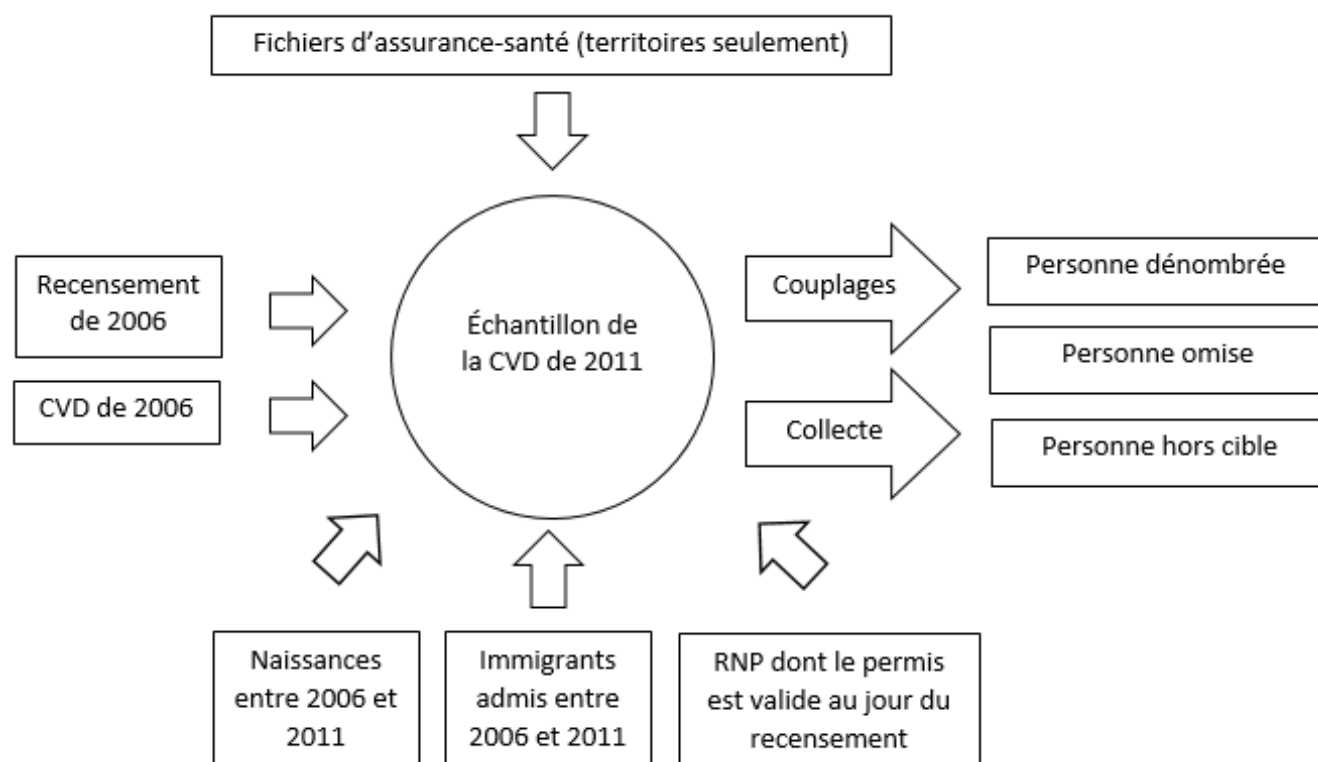 Fichiers d’assurance-santé (territoires seulement)
Recensement
de 2006
CVD de 2006
Échantillon de
la CVD de 2011
Couplages
Collecte
Personne dénombrée
Personne omise
Personne hors cible
Naissances
entre 2006 et
2011
Immigrants
admis entre
2006 et 2011
RNP dont le permis
est valide au jour du
recensement